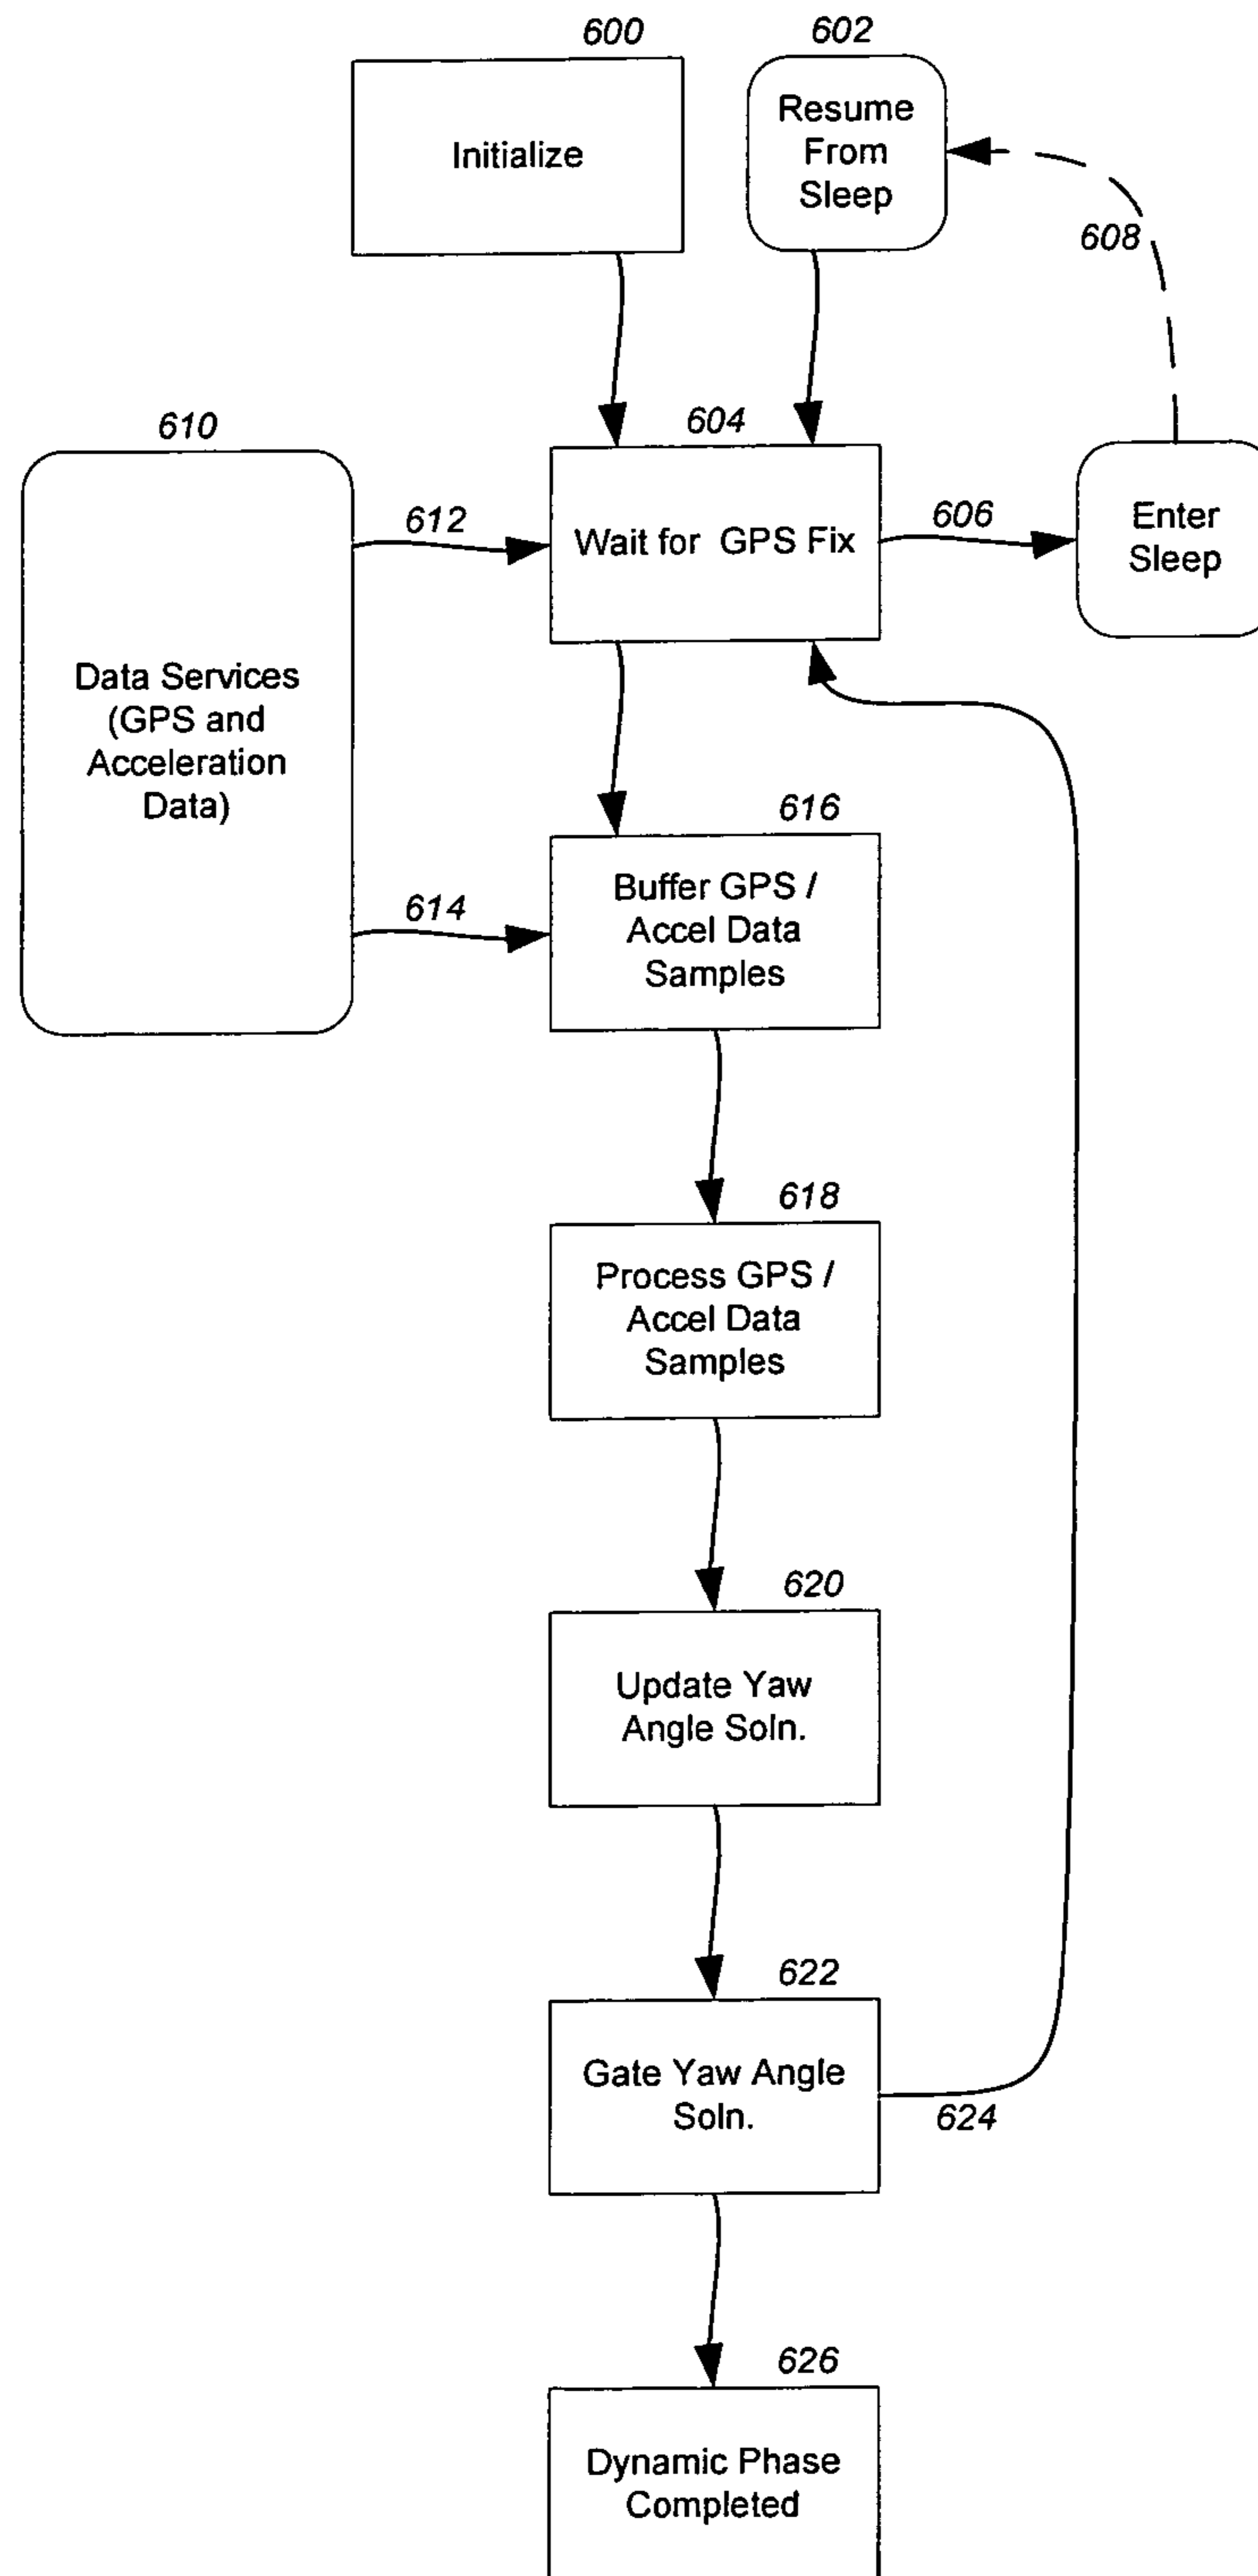 600
Initialize
602
Resume
From
Sleep
608
610
Data Services
(GPS and
Acceleration
Data)
612
604
Wait for GPS Fix
606
Enter
Sleep
614
616
Buffer GPS /
Accel Data
Samples
618
Process GPS /
Accel Data
Samples
620
Update Yaw
Angle Soln.
622
Gate Yaw Angle
Soln.
624
626
Dynamic Phase
Completed